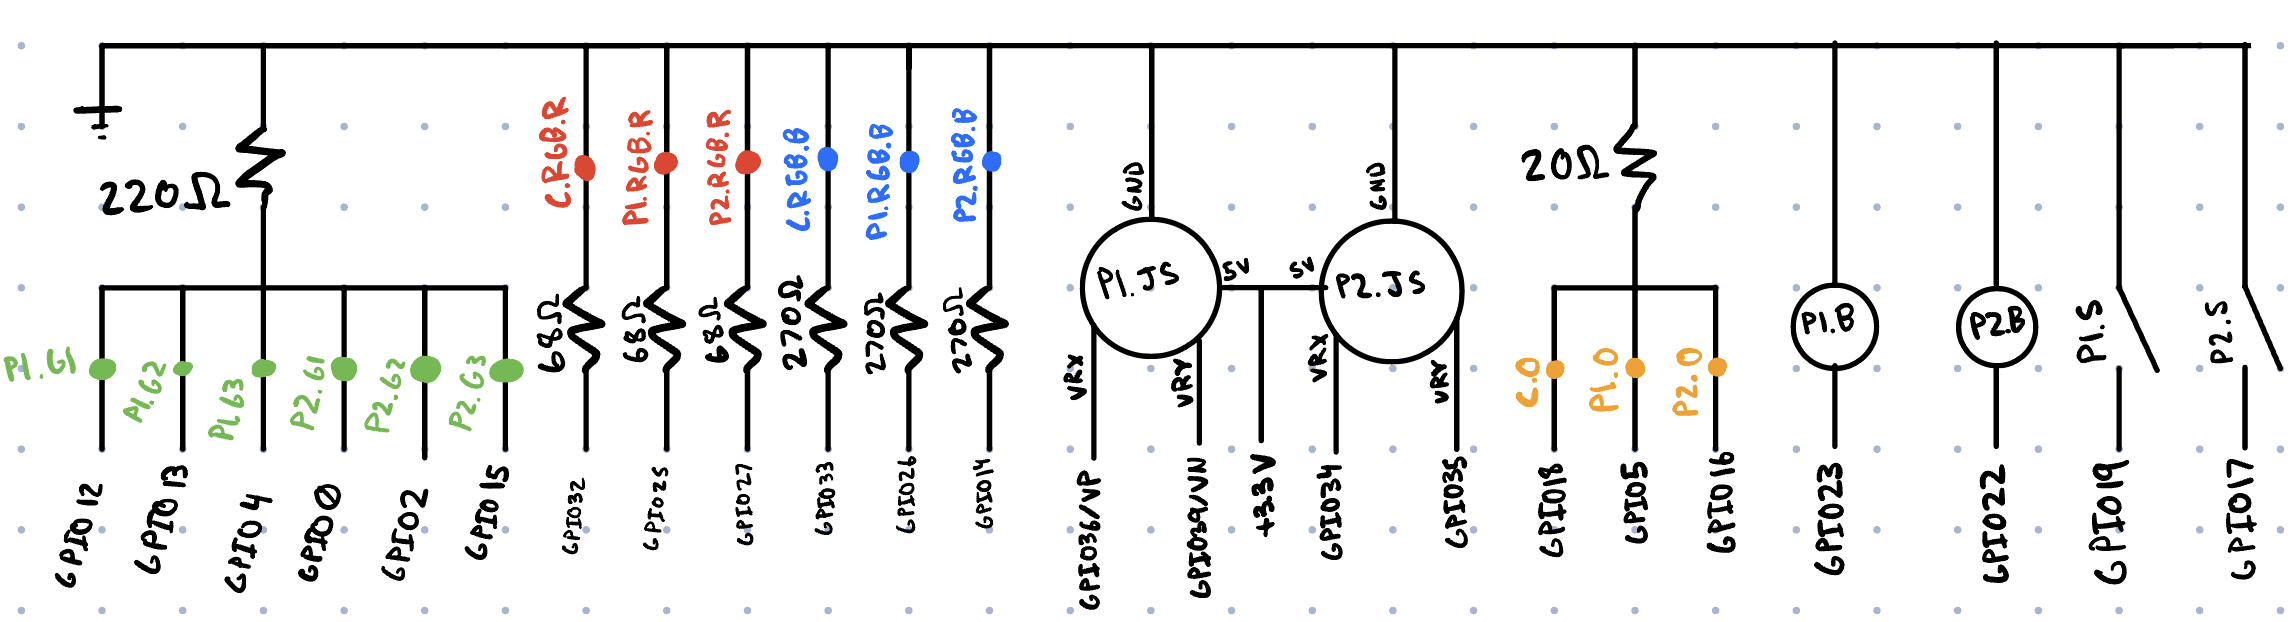 220Ω
P1.G1
P1.G2
P1.G3
P2.G1
P2.G2
P2.G3
GPIO12
GPIO13
GPIO4
GPIO0
GPIO2
GPIO15
C.RGB.R
P1.RGB.R
P2.RGB.R
C.RGB.B
P1.RGB.B
P2.RGB.B
68Ω
68Ω
68Ω
270Ω
270Ω
270Ω
GPIO32
GPIO25
GPIO27
GPIO33
GPIO26
GPIO14
GND
GND
P1.JS
5V
5V
P2.JS
VRX
VRY
VRX
VRY
GPIO36/VP
GPIO39/VN
+3.3V
GPIO34
GPIO35
20Ω
C.O
P1.O
P2.O
GPIO18
GPIO5
GPIO16
P1.B
P2.B
P1.S
P2.S
GPIO23
GPIO22
GPIO19
GPIO17